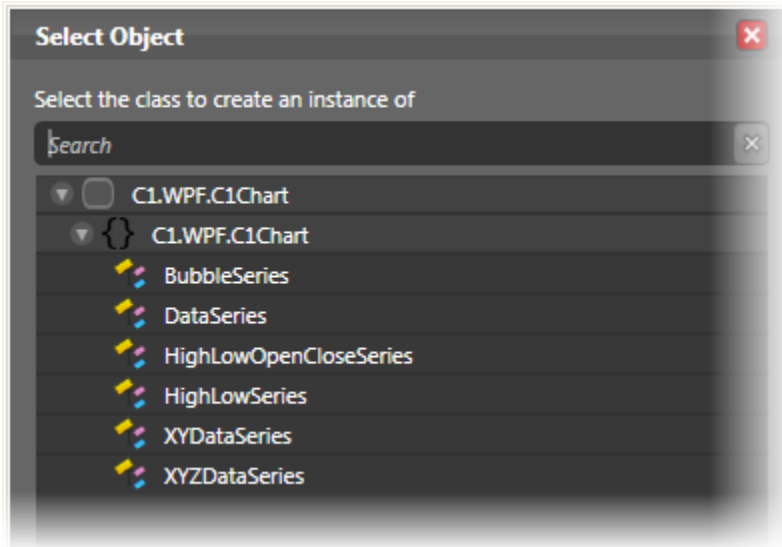 Select Object
Select the class to create an instance of
Search
C1.WPF.C1Chart
{} C1.WPF.C1Chart
BubbleSeries
DataSeries
HighLowOpenCloseSeries
HighLowSeries
XYDataSeries
XYZDataSeries